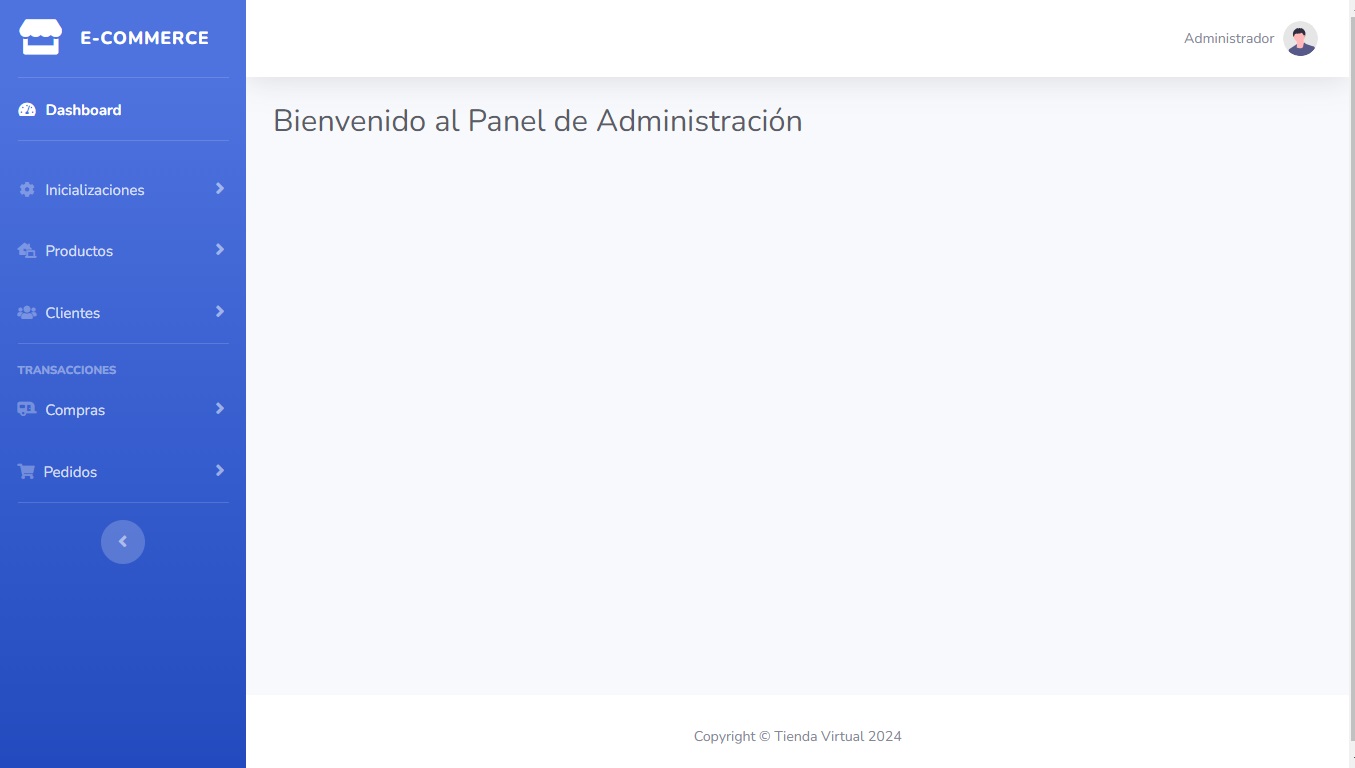 E-COMMERCE
Administrador
Dashboard
Bienvenido al Panel de Administración
Inicializaciones
Productos
Clientes
TRANSACCIONES
Compras
Pedidos
Copyright © Tienda Virtual 2024